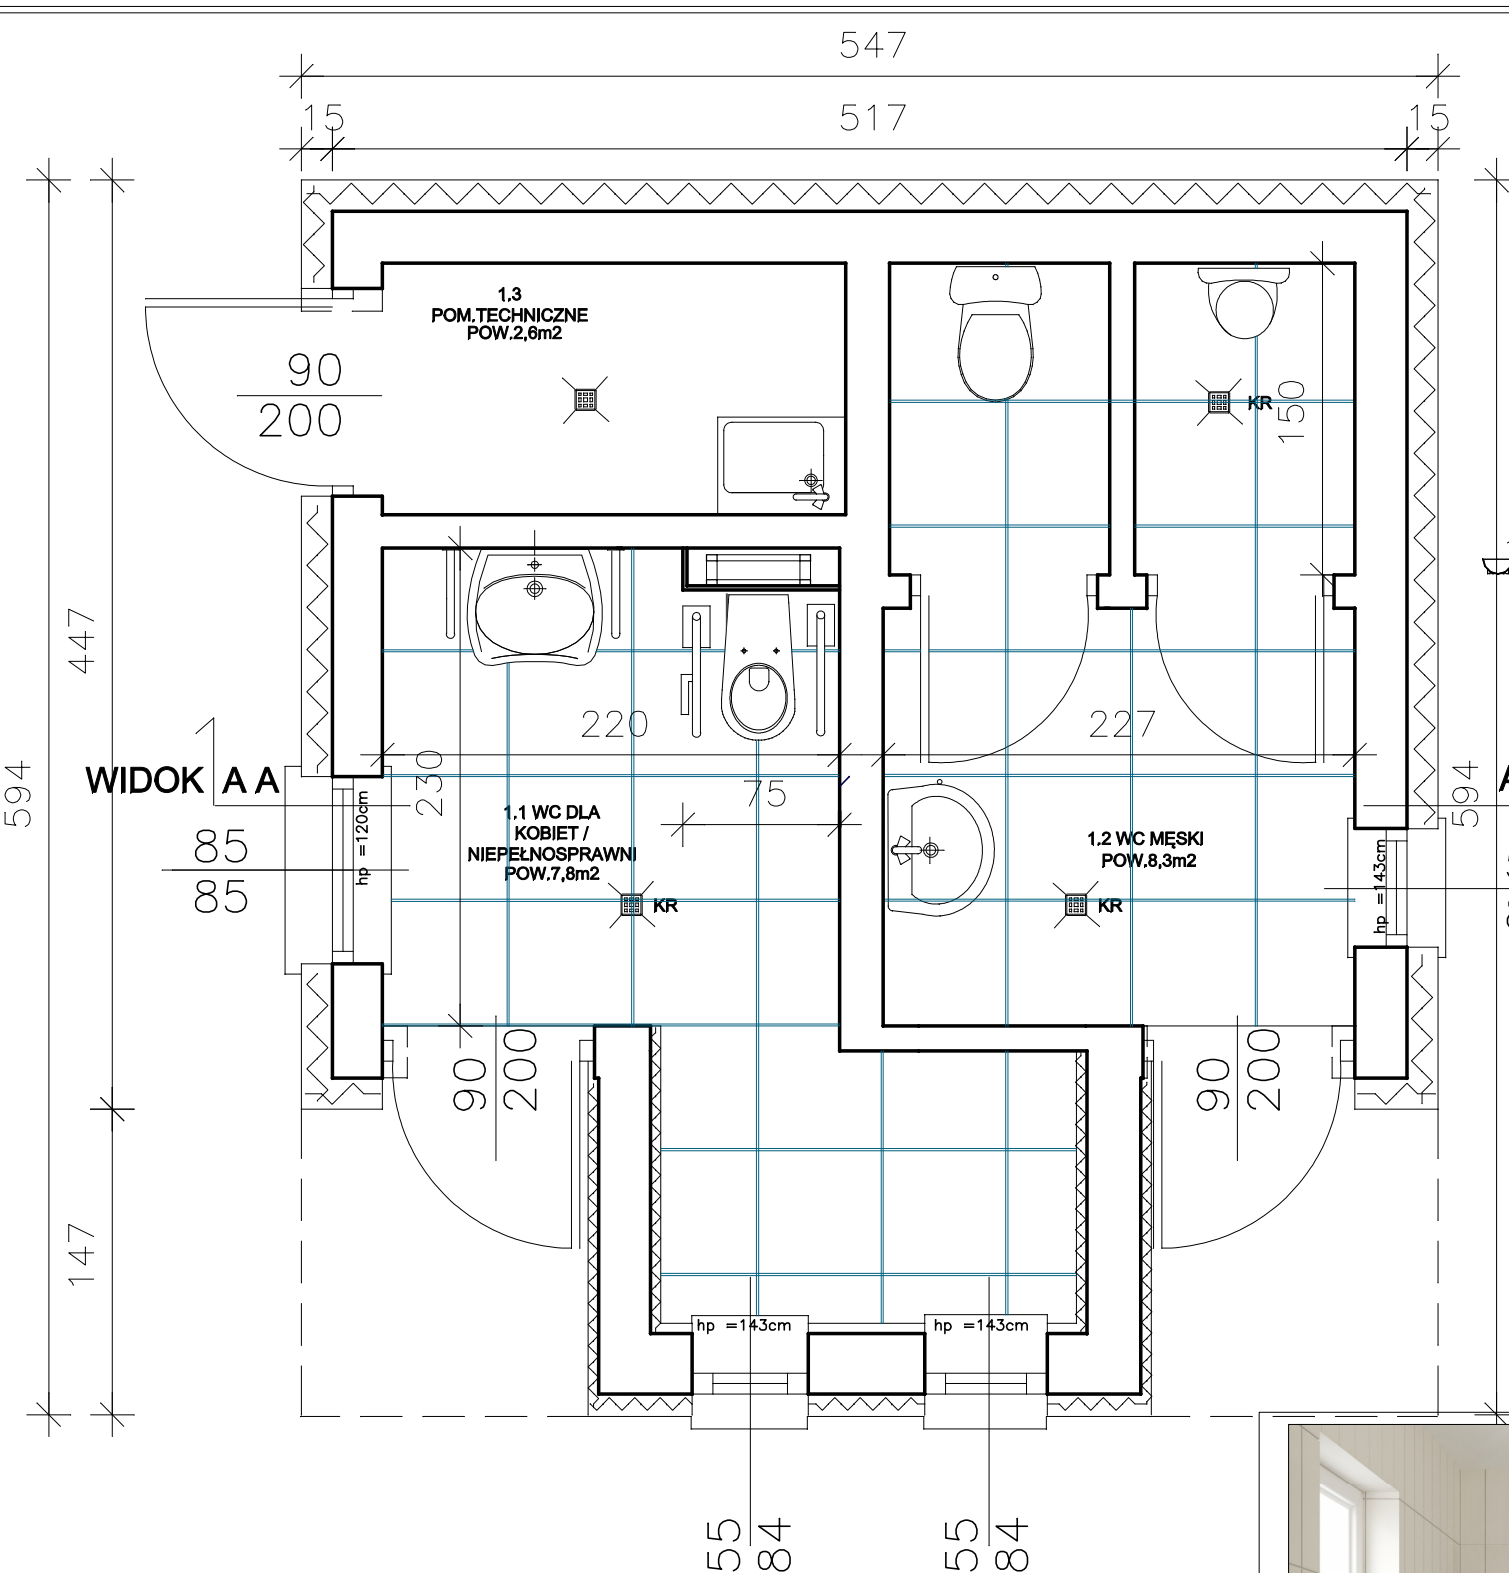 547
15
517
15
1.3
POM.TECHNICZNE
POW.2,6m2
90
200
KR
150
447
594
220
227
WIDOK A A
230
75
hp =120cm
85
85
1.1 WC DLA
KOBIET /
NIEPEŁNOSPRAWNI
POW.7,8m2
KR
1.2 WC MĘSKI
POW.8,3m2
KR
hp =143cm
594
90
200
90
200
147
hp =143cm
hp =143cm
55
84
55
84